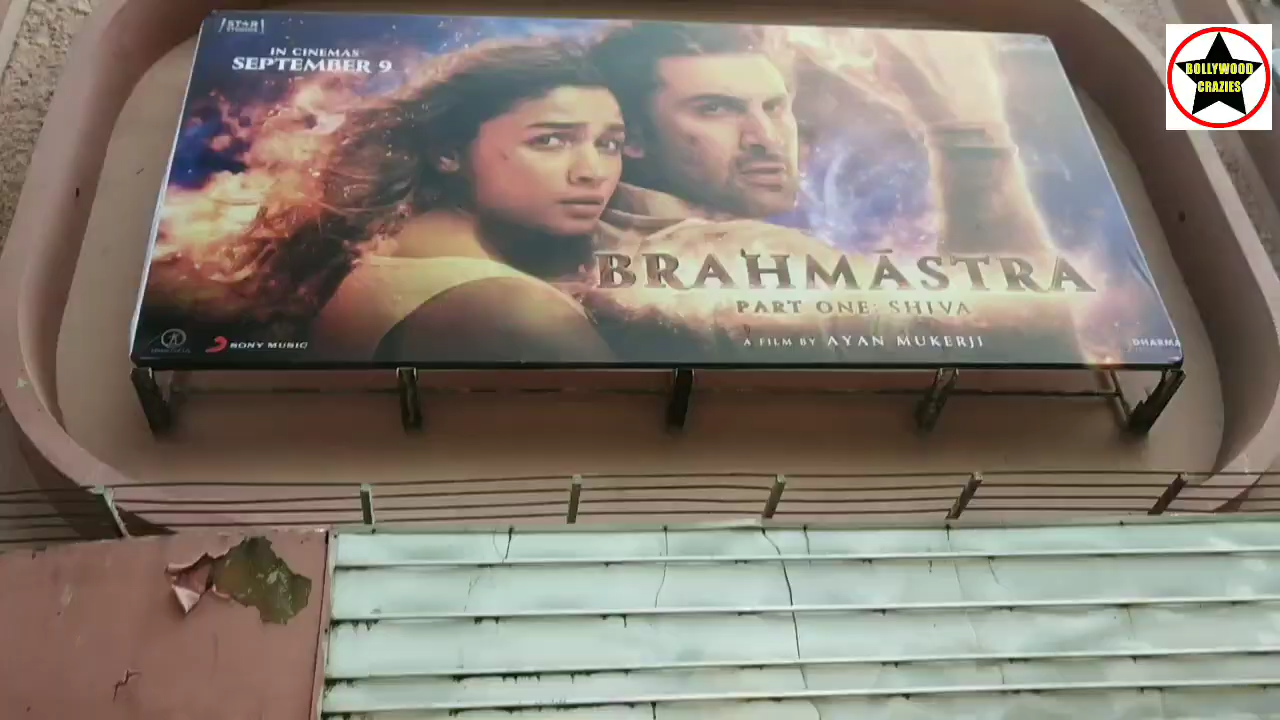 STAR
STUDIOS
IN CINEMAS
SEPTEMBER 9
BOLLYWOOD
CRAZIES
BRAHMĀSTRA
PART ONE: SHIVA
A FILM BY AYAN MUKERJI
SONY MUSIC
DHARMA